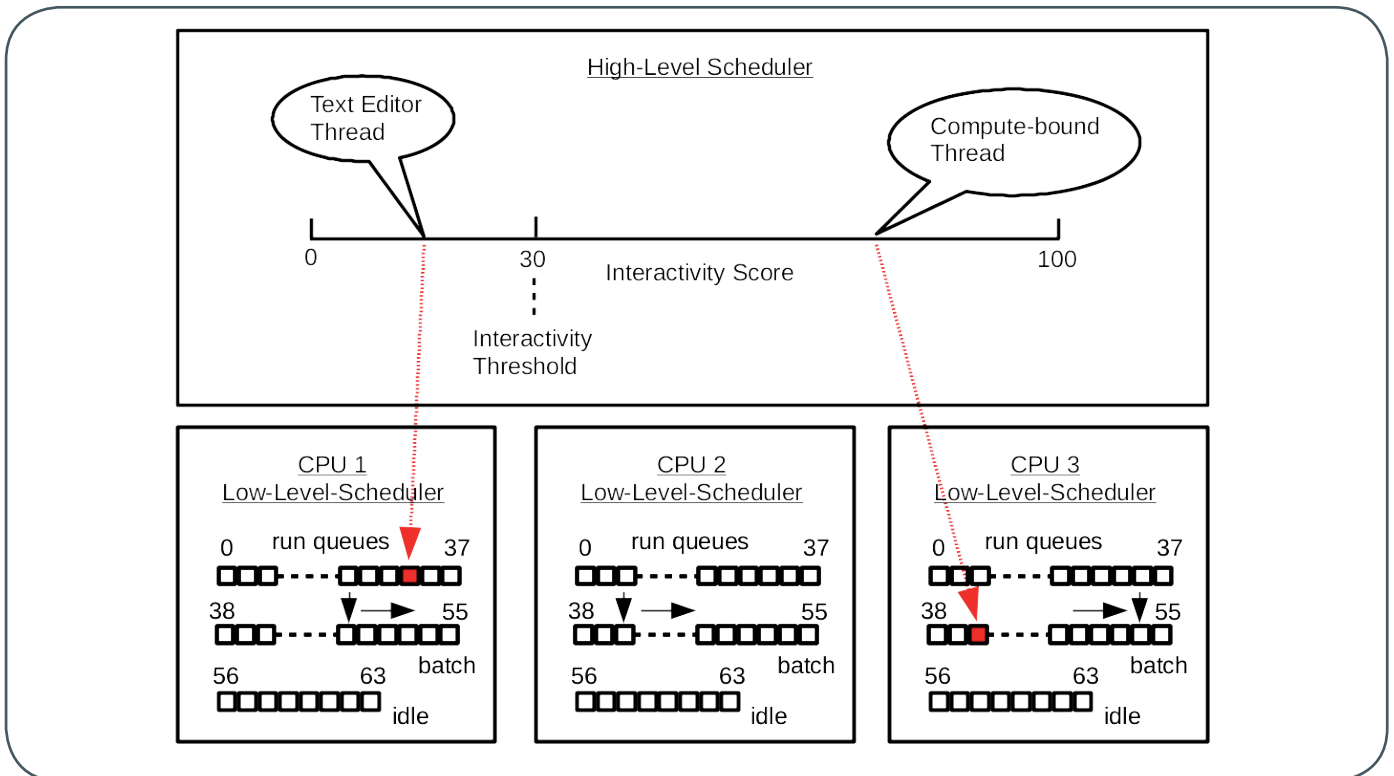 High-Level Scheduler
Text Editor
Thread
Compute-bound
Thread
0
30
100
Interactivity Score
Interactivity
Threshold
CPU 1
Low-Level-Scheduler
0
run queues
37
38
55
batch
56
63
idle
CPU 2
Low-Level-Scheduler
0
run queues
37
38
55
batch
56
63
idle
CPU 3
Low-Level-Scheduler
0
run queues
37
38
55
batch
56
63
idle